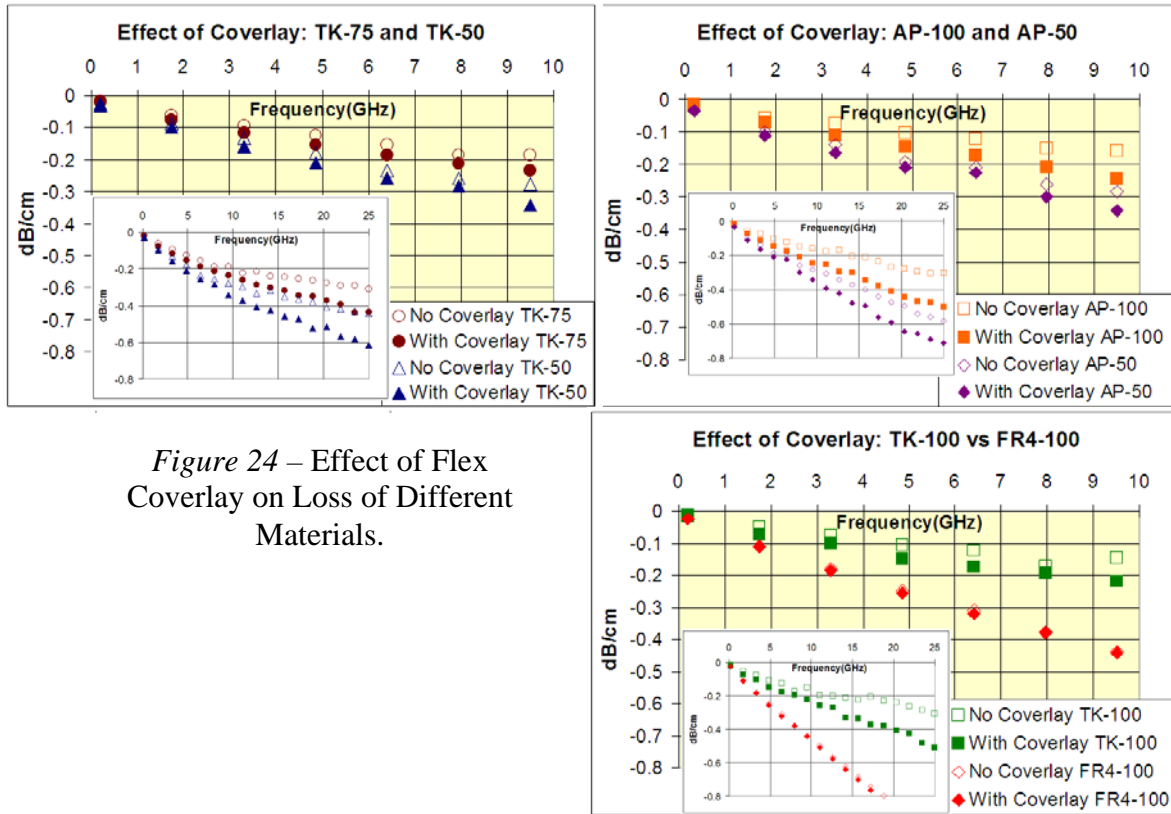 Effect of Coverlay: TK-75 and TK-50
0 1 2 3 4 5 6 7 8 9 10
Frequency(GHz)
0
-0.1
-0.2
-0.3
-0.4
-0.5
-0.6
-0.7
-0.8
dB/cm
0 5 10 15 20 25
Frequency(GHz)
0
-0.2
-0.4
-0.6
-0.8
dB/cm
No Coverlay TK-75
With Coverlay TK-75
No Coverlay TK-50
With Coverlay TK-50
Effect of Coverlay: AP-100 and AP-50
0 1 2 3 4 5 6 7 8 9 10
Frequency(GHz)
0
-0.1
-0.2
-0.3
-0.4
-0.5
-0.6
-0.7
-0.8
dB/cm
0 5 10 15 20 25
Frequency(GHz)
0
-0.2
-0.4
-0.6
-0.8
dB/cm
No Coverlay AP-100
With Coverlay AP-100
No Coverlay AP-50
With Coverlay AP-50
Figure 24 – Effect of Flex
Coverlay on Loss of Different
Materials.
Effect of Coverlay: TK-100 vs FR4-100
0 1 2 3 4 5 6 7 8 9 10
Frequency(GHz)
0
-0.1
-0.2
-0.3
-0.4
-0.5
-0.6
-0.7
-0.8
dB/cm
0 5 10 15 20 25
Frequency(GHz)
0
-0.2
-0.4
-0.6
-0.8
dB/cm
No Coverlay TK-100
With Coverlay TK-100
No Coverlay FR4-100
With Coverlay FR4-100